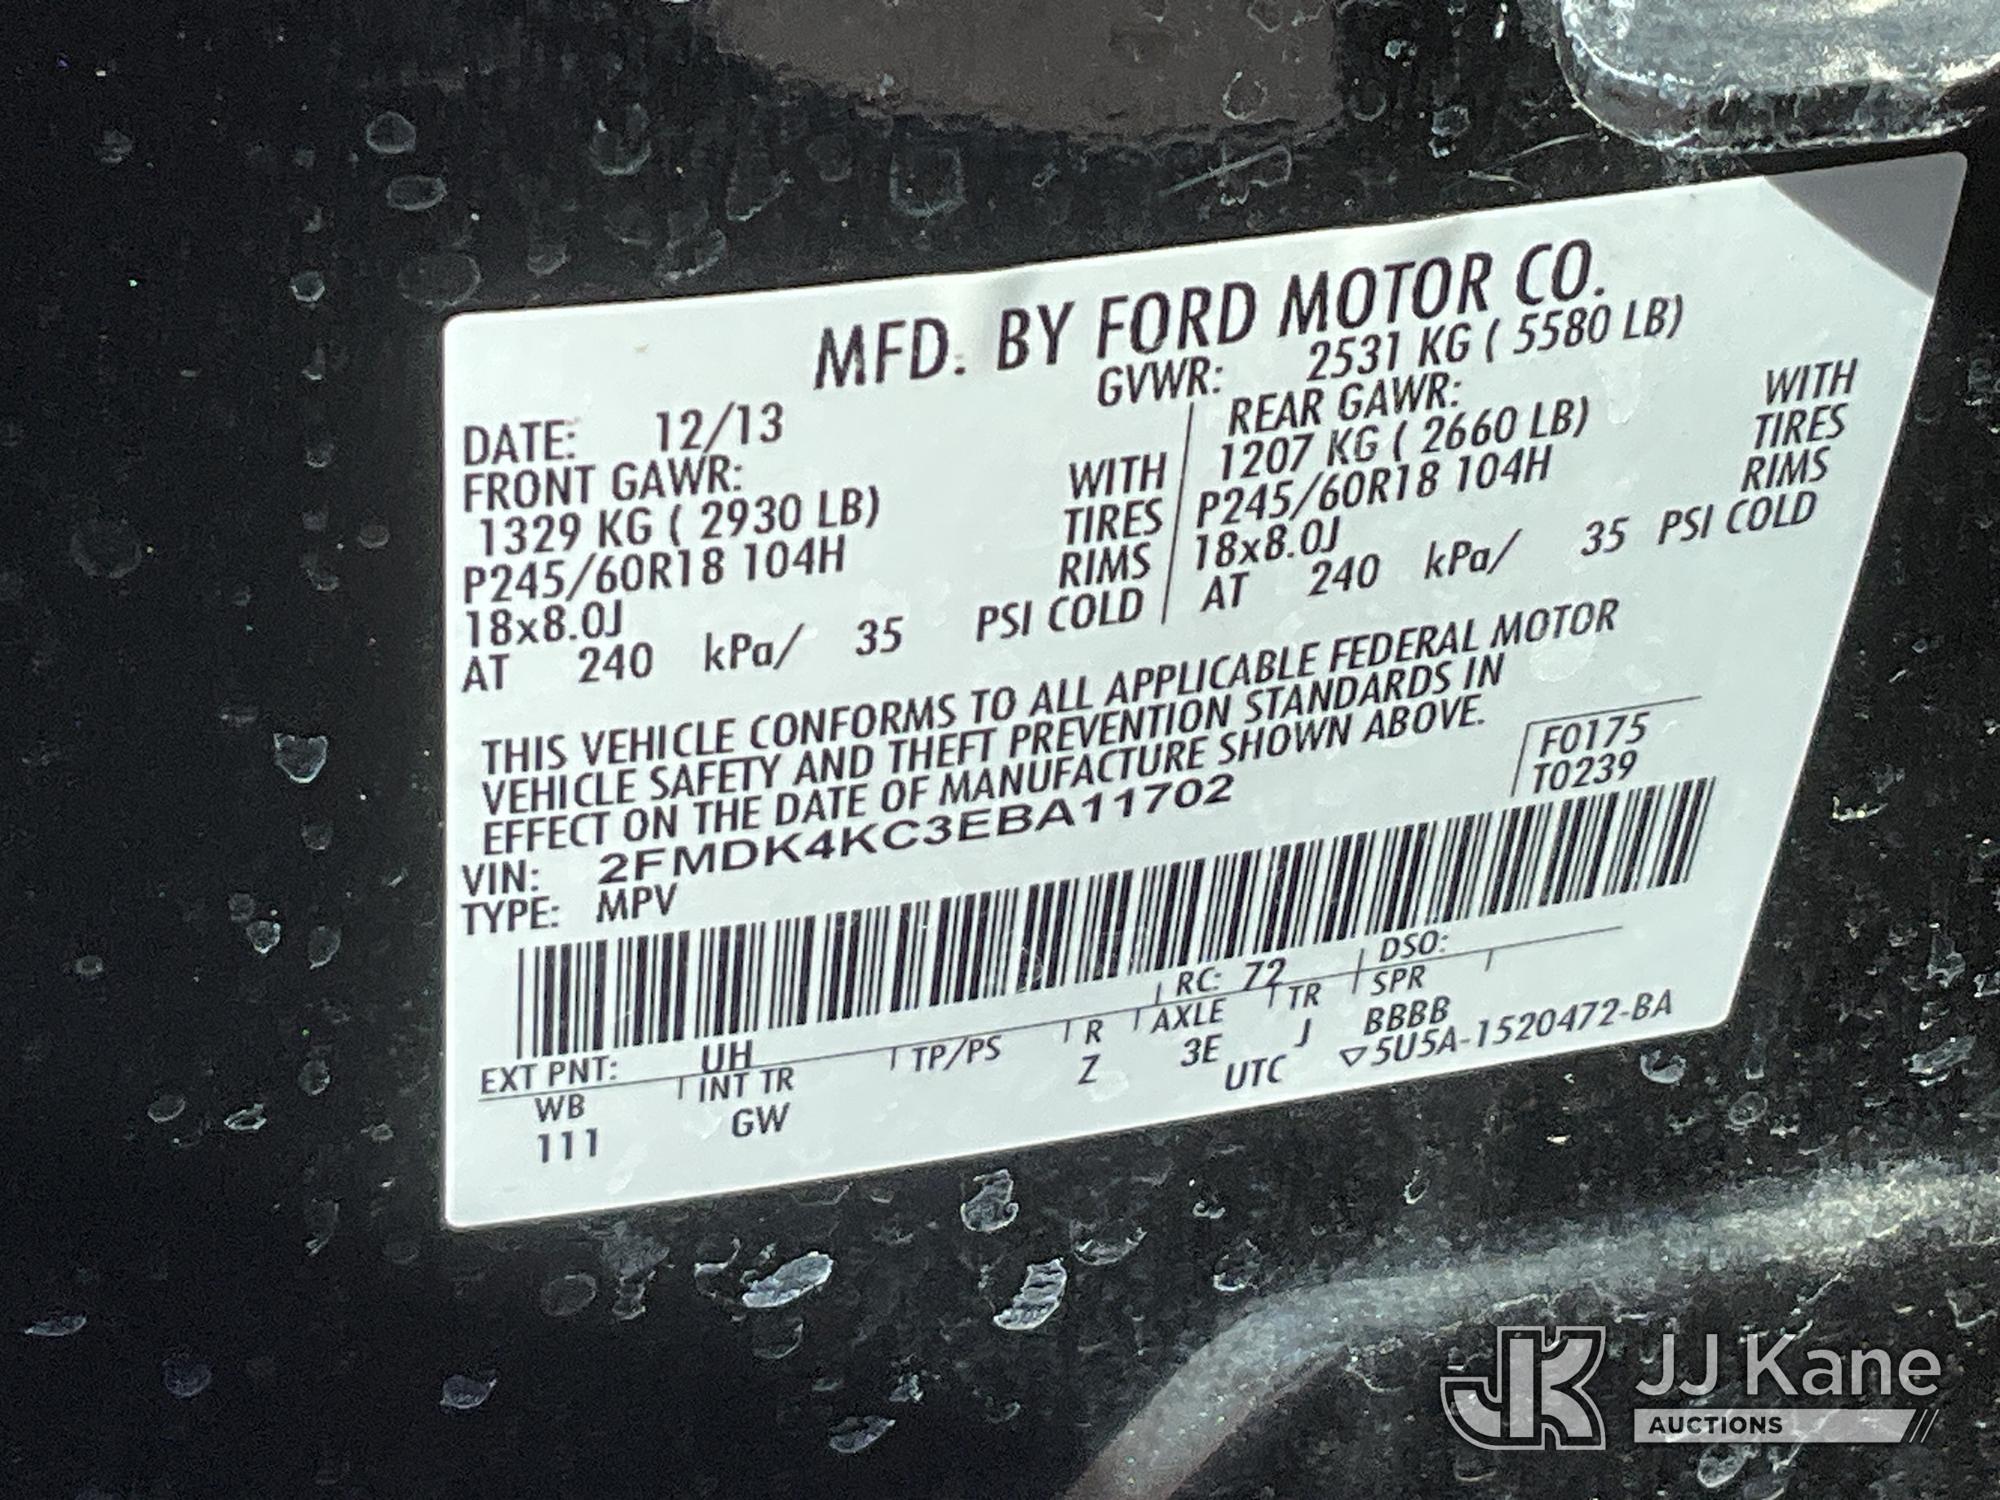 MFD. BY FORD MOTOR CO.
DATE: 12/13 GVWR: 2531 KG ( 5580 LB)
FRONT GAWR: REAR GAWR:
1329 KG ( 2930 LB) WITH 1207 KG ( 2660 LB) WITH
P245/60R18 104H TIRES P245/60R18 104H TIRES
18x8.0J RIMS 18x8.0J RIMS
AT 240 kPa/ 35 PSI COLD AT 240 kPa/ 35 PSI COLD
THIS VEHICLE CONFORMS TO ALL APPLICABLE FEDERAL MOTOR
VEHICLE SAFETY AND THEFT PREVENTION STANDARDS IN
EFFECT ON THE DATE OF MANUFACTURE SHOWN ABOVE.
F0175
T0239
VIN: 2FMDK4KC3EBA11702
TYPE: MPV
EXT PNT: UH RC: 72 DSO:
WB INT TR TP/PS R AXLE TR SPR
111 GW Z 3E J BBBB
UTC ▽5U5A-1520472-BA
JK JJ Kane
AUCTIONS